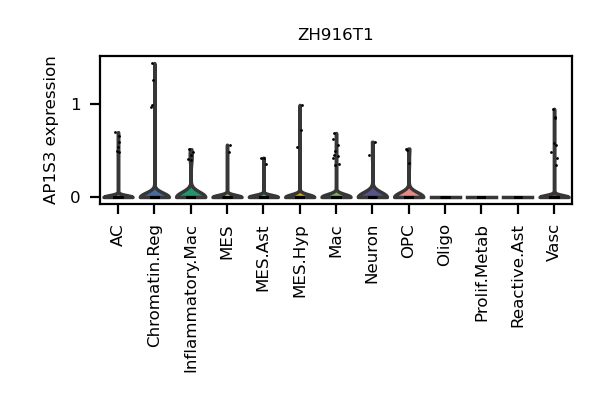 ZH916T1
AP1S3 expression
1
0
AC
Chromatin.Reg
Inflammatory.Mac
MES
MES.Ast
MES.Hyp
Mac
Neuron
OPC
Oligo
Prolif.Metab
Reactive.Ast
Vasc